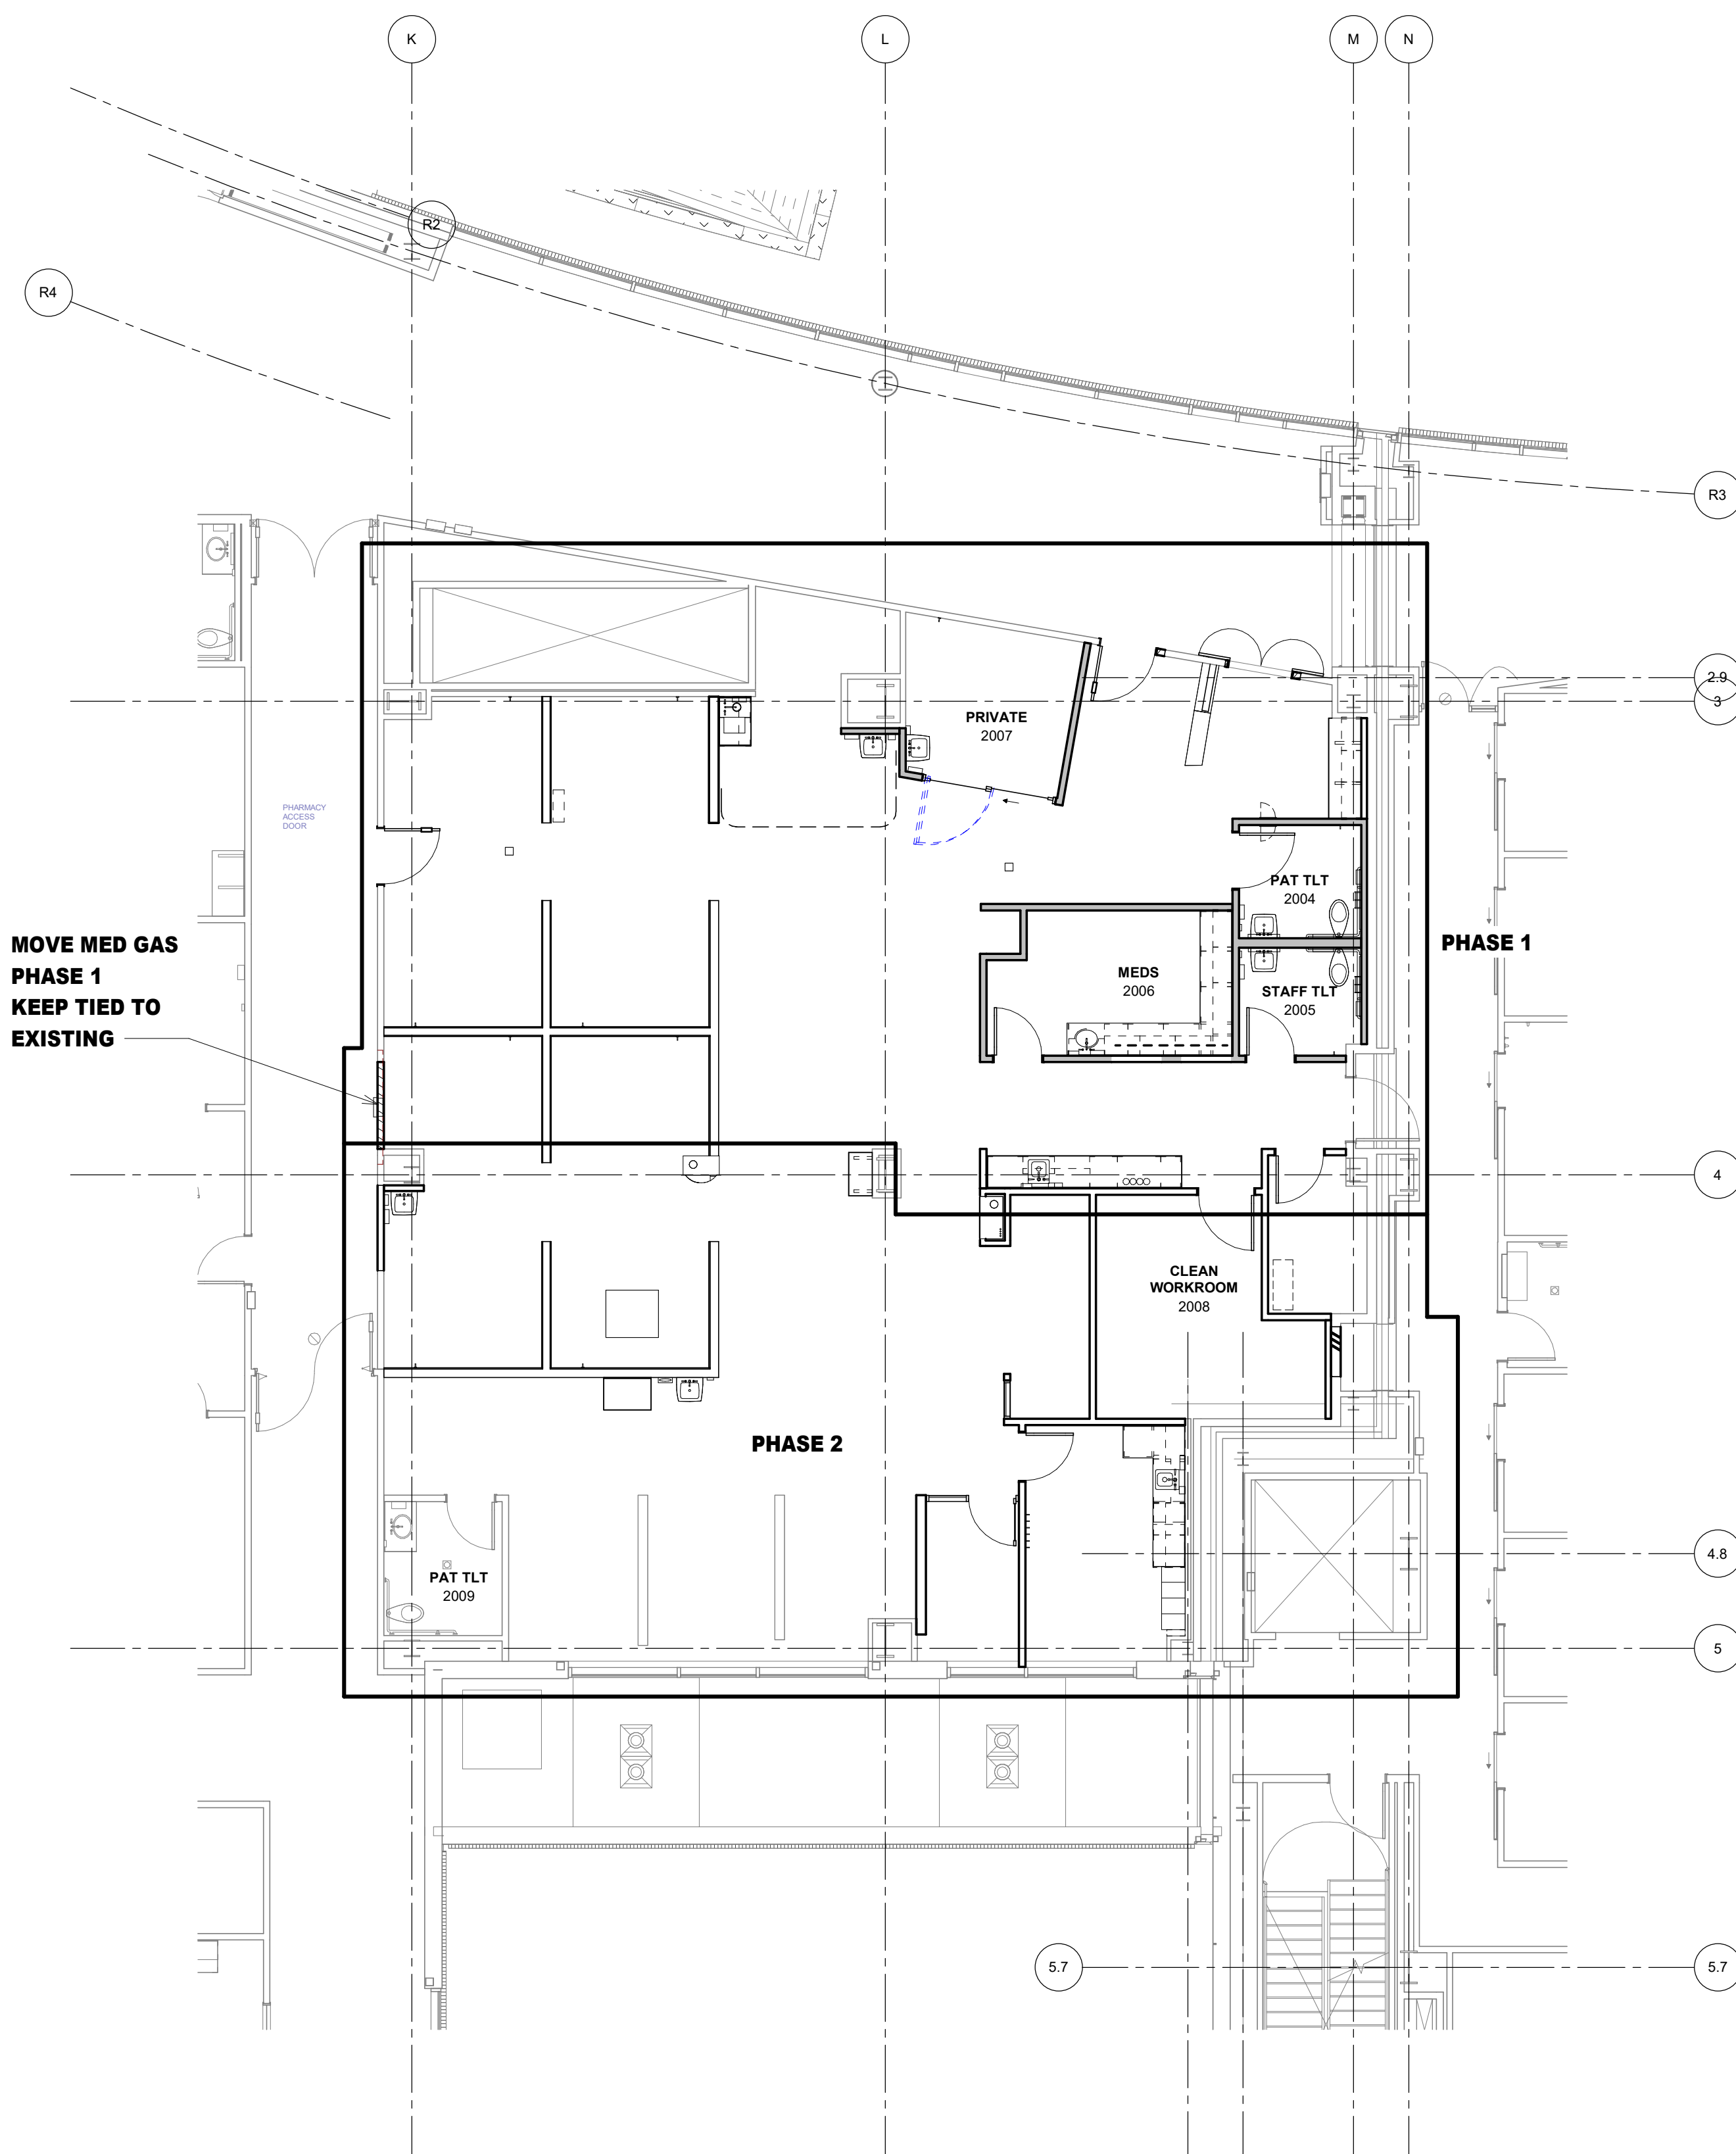 K
L
M
N
R2
R4
R3
2.9
3
PRIVATE
2007
PHARMACY
ACCESS
DOOR
PAT TLT
2004
MOVE MED GAS
PHASE 1
KEEP TIED TO
EXISTING
PHASE 1
MEDS
2006
STAFF TLT
2005
4
CLEAN
WORKROOM
2008
PHASE 2
4.8
PAT TLT
2009
5
5.7
5.7